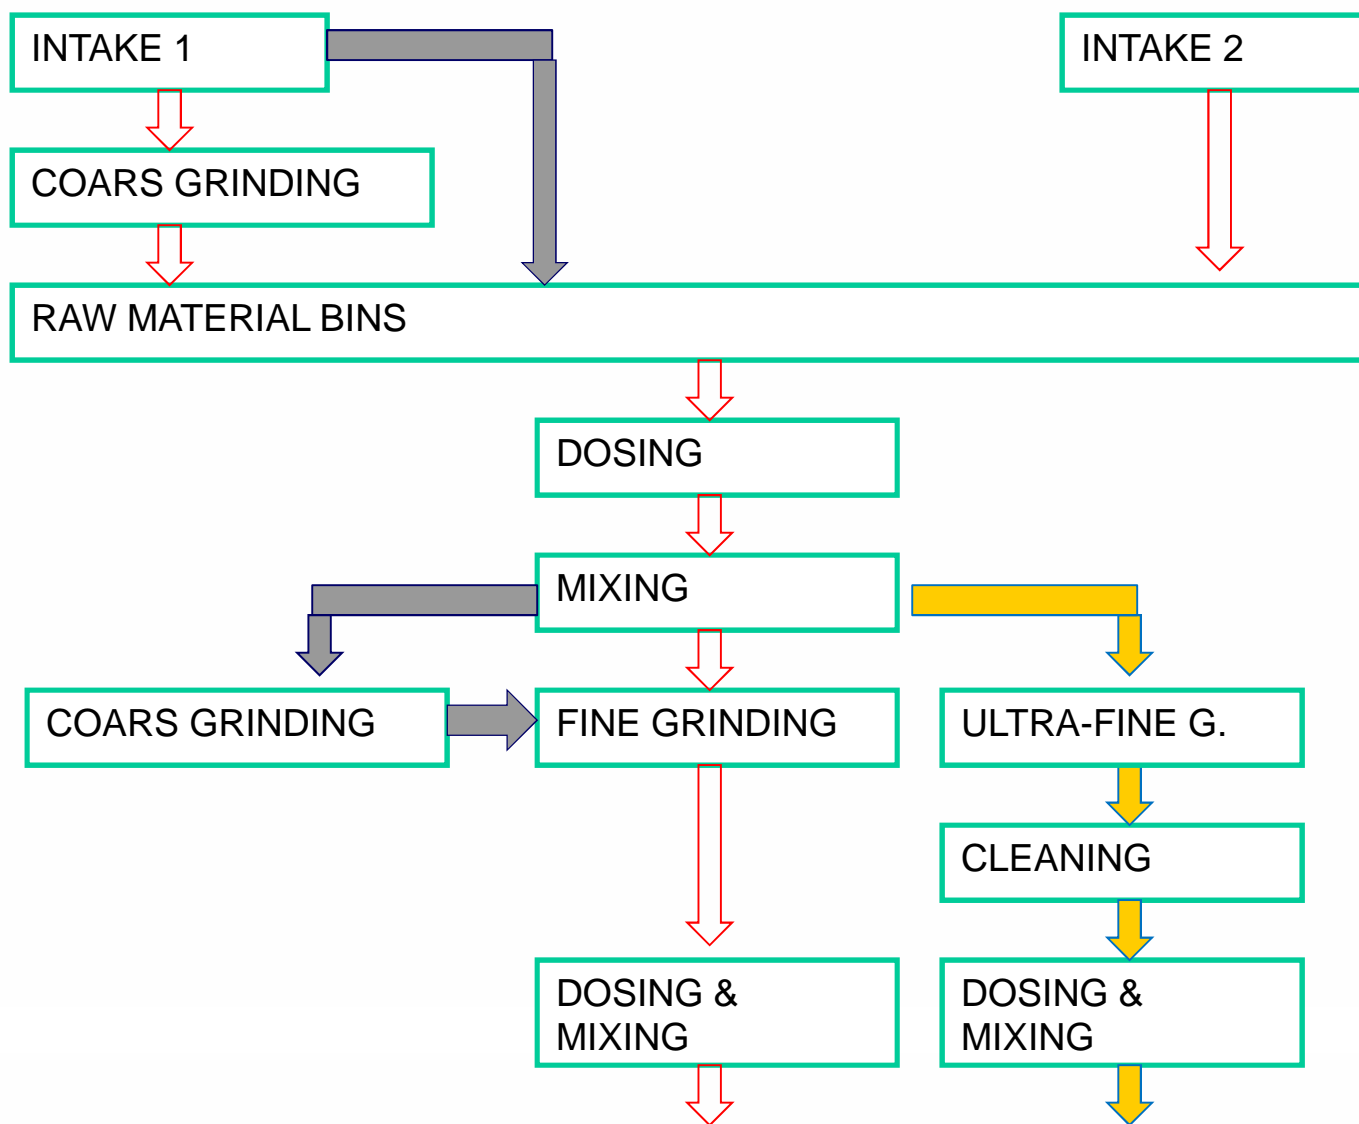 INTAKE 1
INTAKE 2
COARS GRINDING
RAW MATERIAL BINS
DOSING
MIXING
COARS GRINDING
FINE GRINDING
ULTRA-FINE G.
CLEANING
DOSING &
MIXING
DOSING &
MIXING